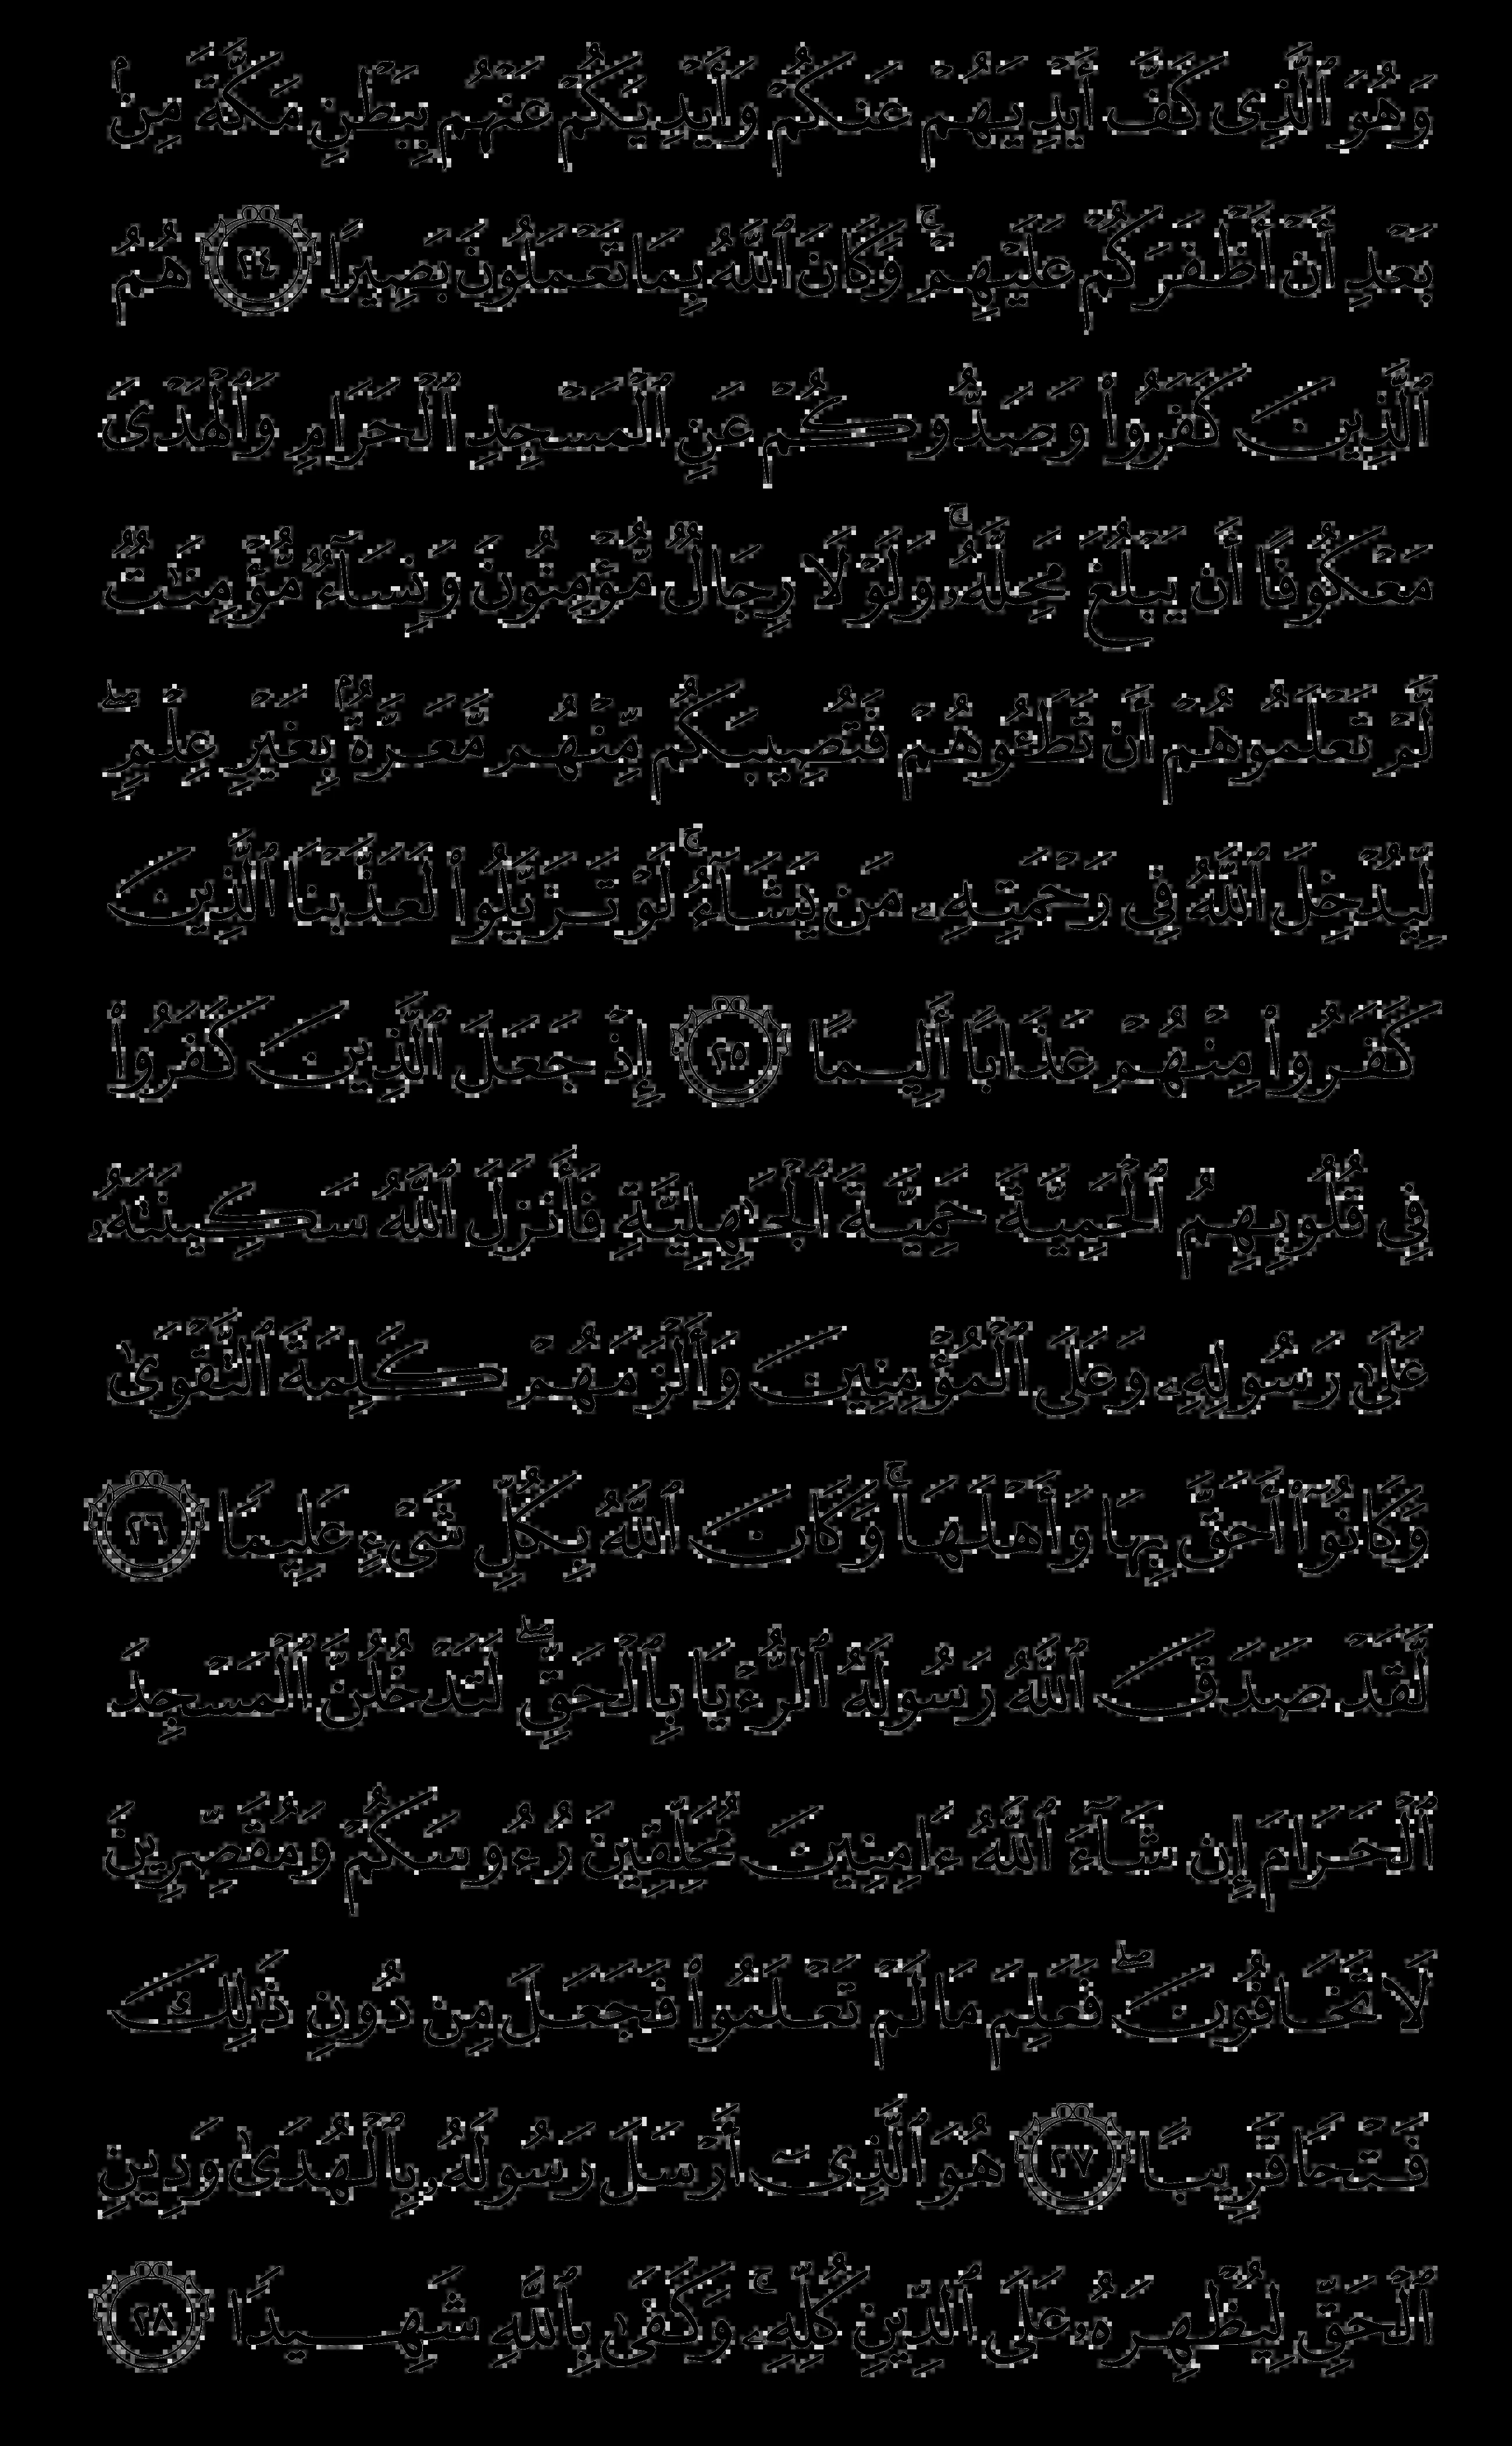 وَهُوَ ٱلَّذِى كَفَّ أَيْدِيَهُمْ عَنكُمْ وَأَيْدِيَكُمْ عَنْهُم بِبَطْنِ مَكَّةَ مِنۢ
بَعْدِ أَنْ أَظْفَرَكُمْ عَلَيْهِمْ ۚ وَكَانَ ٱللَّهُ بِمَا تَعْمَلُونَ بَصِيرًا ٢٤ هُمُ
ٱلَّذِينَ كَفَرُوا۟ وَصَدُّوكُمْ عَنِ ٱلْمَسْجِدِ ٱلْحَرَامِ وَٱلْهَدْىَ
مَعْكُوفًا أَن يَبْلُغَ مَحِلَّهُۥ ۚ وَلَوْلَا رِجَالٌ مُّؤْمِنُونَ وَنِسَآءٌ مُّؤْمِنَٰتٌ
لَّمْ تَعْلَمُوهُمْ أَن تَطَـُٔوهُمْ فَتُصِيبَكُم مِّنْهُم مَّعَرَّةٌۢ بِغَيْرِ عِلْمٍ ۖ
لِّيُدْخِلَ ٱللَّهُ فِى رَحْمَتِهِۦ مَن يَشَآءُ ۚ لَوْ تَزَيَّلُوا۟ لَعَذَّبْنَا ٱلَّذِينَ
كَفَرُوا۟ مِنْهُمْ عَذَابًا أَلِيمًا ٢٥ إِذْ جَعَلَ ٱلَّذِينَ كَفَرُوا۟
فِى قُلُوبِهِمُ ٱلْحَمِيَّةَ حَمِيَّةَ ٱلْجَٰهِلِيَّةِ فَأَنزَلَ ٱللَّهُ سَكِينَتَهُۥ
عَلَىٰ رَسُولِهِۦ وَعَلَى ٱلْمُؤْمِنِينَ وَأَلْزَمَهُمْ كَلِمَةَ ٱلتَّقْوَىٰ
وَكَانُوٓا۟ أَحَقَّ بِهَا وَأَهْلَهَا ۚ وَكَانَ ٱللَّهُ بِكُلِّ شَىْءٍ عَلِيمًا ٢٦
لَّقَدْ صَدَقَ ٱللَّهُ رَسُولَهُ ٱلرُّءْيَا بِٱلْحَقِّ ۖ لَتَدْخُلُنَّ ٱلْمَسْجِدَ
ٱلْحَرَامَ إِن شَآءَ ٱللَّهُ ءَامِنِينَ مُحَلِّقِينَ رُءُوسَكُمْ وَمُقَصِّرِينَ
لَا تَخَافُونَ ۖ فَعَلِمَ مَا لَمْ تَعْلَمُوا۟ فَجَعَلَ مِن دُونِ ذَٰلِكَ
فَتْحًا قَرِيبًا ٢٧ هُوَ ٱلَّذِىٓ أَرْسَلَ رَسُولَهُۥ بِٱلْهُدَىٰ وَدِينِ
ٱلْحَقِّ لِيُظْهِرَهُۥ عَلَى ٱلدِّينِ كُلِّهِۦ ۚ وَكَفَىٰ بِٱللَّهِ شَهِيدًا ٢٨